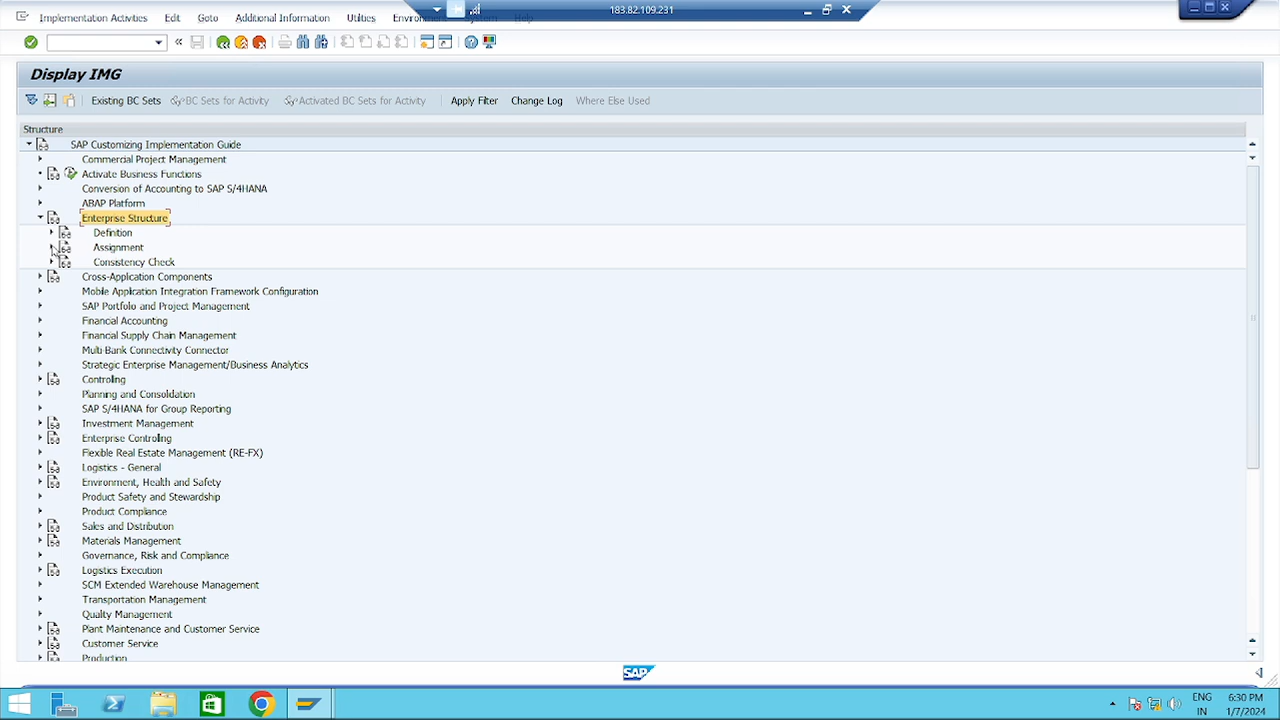 183.82.109.231
Implementation Activities Edit Goto Additional Information Utilities Environment System Help
Display IMG
Existing BC Sets BC Sets for Activity Activated BC Sets for Activity Apply Filter Change Log Where Else Used
Structure
SAP Customizing Implementation Guide
Commercial Project Management
Activate Business Functions
Conversion of Accounting to SAP S/4HANA
ABAP Platform
Enterprise Structure
Definition
Assignment
Consistency Check
Cross-Application Components
Mobile Application Integration Framework Configuration
SAP Portfolio and Project Management
Financial Accounting
Financial Supply Chain Management
Multi-Bank Connectivity Connector
Strategic Enterprise Management/Business Analytics
Controlling
Planning and Consolidation
SAP S/4HANA for Group Reporting
Investment Management
Enterprise Controlling
Flexible Real Estate Management (RE-FX)
Logistics - General
Environment, Health and Safety
Product Safety and Stewardship
Product Compliance
Sales and Distribution
Materials Management
Governance, Risk and Compliance
Logistics Execution
SCM Extended Warehouse Management
Transportation Management
Quality Management
Plant Maintenance and Customer Service
Customer Service
Production
SAP
ENG 6:30 PM
IN 1/7/2024